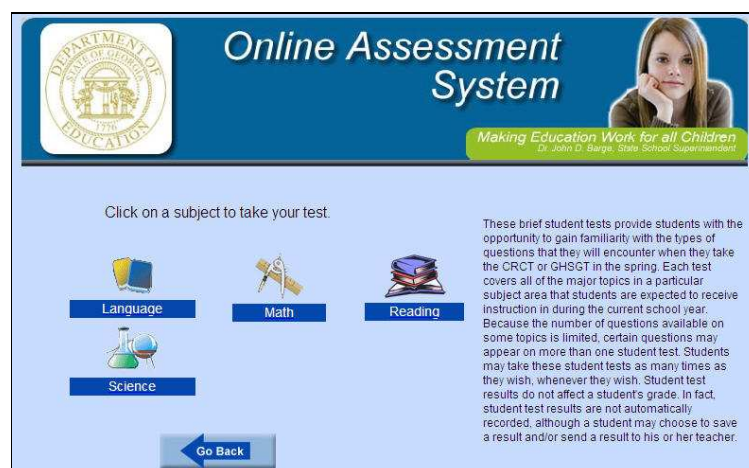 DEPARTMENT OF
STATE OF GEORGIA
1776
EDUCATION
Online Assessment
System
Making Education Work for all Children
Dr. John D. Barge, State School Superintendent
Click on a subject to take your test.
Language
Math
Reading
Science
Go Back
These brief student tests provide students with the
opportunity to gain familiarity with the types of
questions that they will encounter when they take
the CRCT or GHSGT in the spring. Each test
covers all of the major topics in a particular
subject area that students are expected to receive
instruction in during the current school year.
Because the number of questions available on
some topics is limited, certain questions may
appear on more than one student test. Students
may take these student tests as many times as
they wish, whenever they wish. Student test
results do not affect a student's grade. In fact,
student test results are not automatically
recorded, although a student may choose to save
a result and/or send a result to his or her teacher.